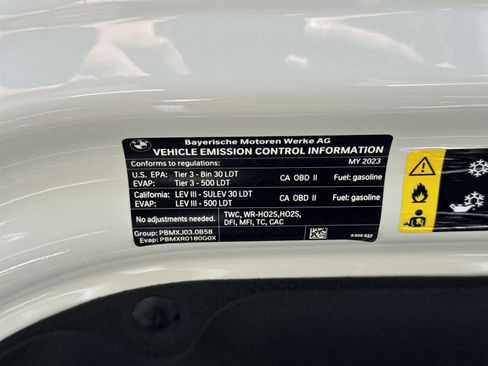 Bayerische Motoren Werke AG
VEHICLE EMISSION CONTROL INFORMATION
Conforms to regulations: MY 2023
U.S. EPA: Tier 3 - Bin 30 LDT CA OBD II Fuel: gasoline
EVAP: Tier 3 - 500 LDT
California: LEV III - SULEV 30 LDT CA OBD II Fuel: gasoline
EVAP: LEV III - 500 LDT
No adjustments needed. TWC, WR-HO2S, HO2S,
DFI, MFI, TC, CAC
Group: PBMXJ03.0B58
Evap: PBMXR0180G0X